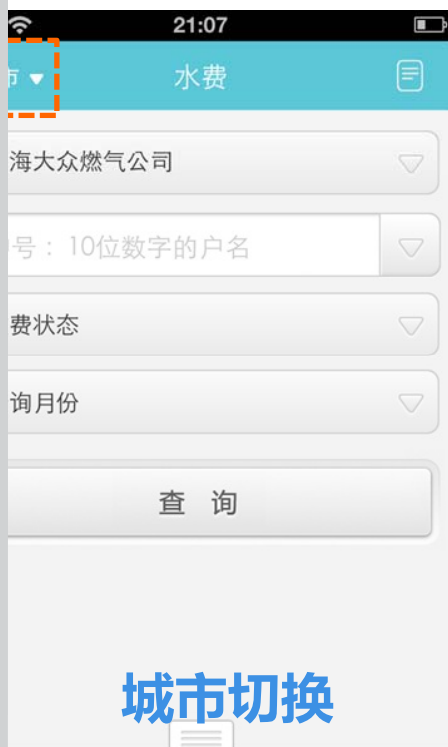 21:07
市 水费
海大众燃气公司
号：10位数字的户名
费状态
询月份
查 询
城市切换